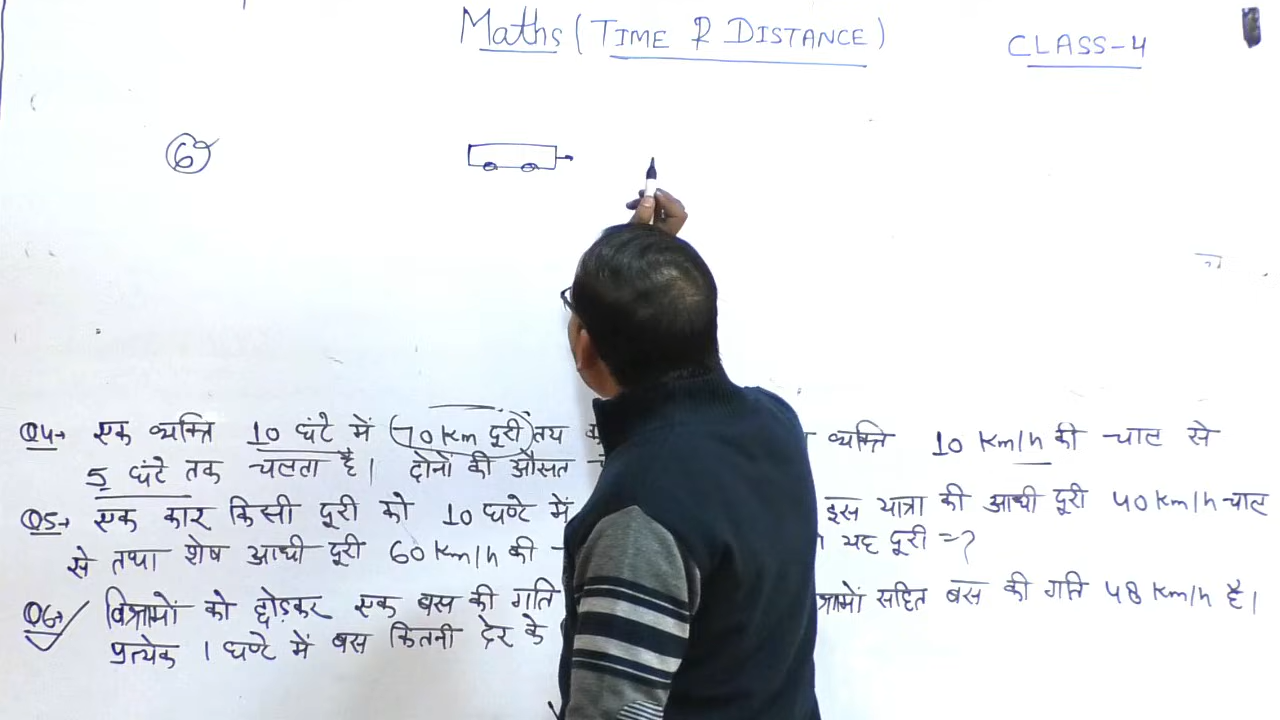 Maths (TIME & DISTANCE)
CLASS-4
6
Q4→ एक व्यक्ति 10 घंटे में (70 km दूरी) तय व्यक्ति 10 km/h की चाल से
5 घंटे तक चलता है। दोनों की औसत
Q5→ एक कार किसी दूरी को 10 घण्टे में इस यात्रा की आधी दूरी 40 km/h चाल
से तथा शेष आधी दूरी 60 km/h की यह दूरी =?
Q6→ विश्रामों को छोड़कर एक बस की गति श्रामों सहित बस की गति 48 km/h है।
प्रत्येक 1 घण्टे में बस कितनी देर के